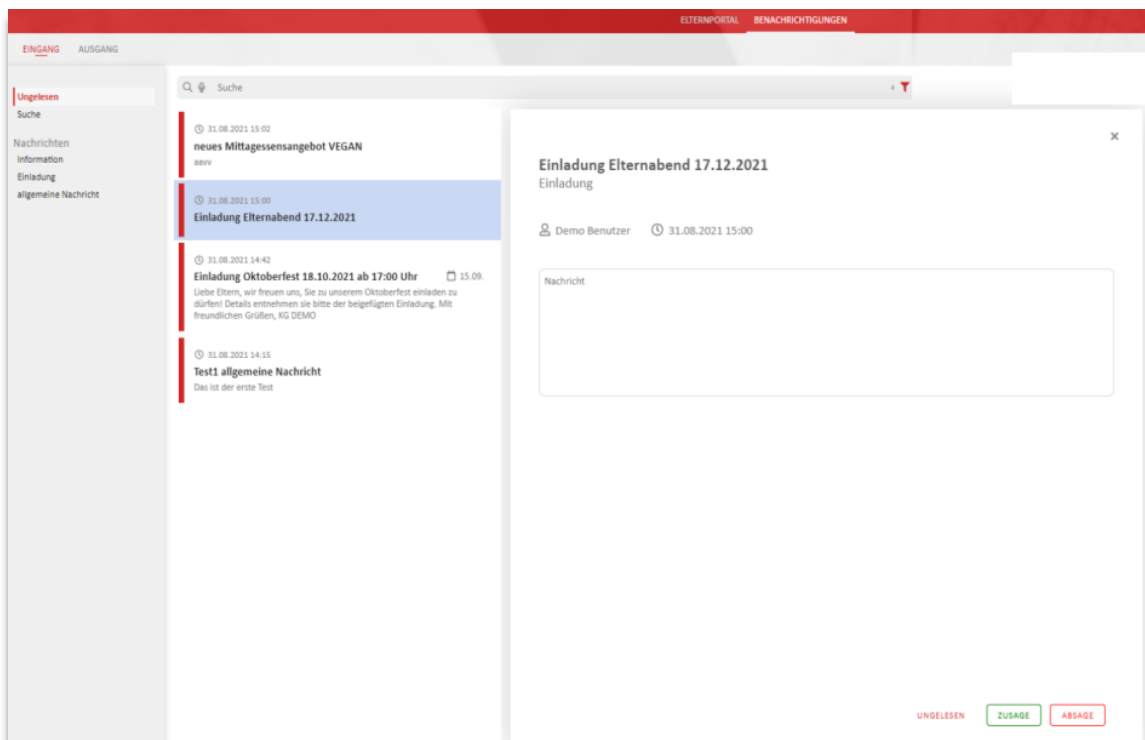 ELTERNPORTAL BENACHRICHTIGUNGEN
EINGANG AUSGANG
Ungelesen
Suche
Nachrichten
Information
Einladung
allgemeine Nachricht
Suche
4
31.08.2021 15:02
neues Mittagessensangebot VEGAN
aavv
31.08.2021 15:00
Einladung Elternabend 17.12.2021
31.08.2021 14:42
Einladung Oktoberfest 18.10.2021 ab 17:00 Uhr 15.09.
Liebe Eltern, wir freuen uns, Sie zu unserem Oktoberfest einladen zu
dürfen! Details entnehmen sie bitte der beigefügten Einladung. Mit
freundlichen Grüßen, KG DEMO
31.08.2021 14:15
Test1 allgemeine Nachricht
Das ist der erste Test
Einladung Elternabend 17.12.2021
Einladung
Demo Benutzer 31.08.2021 15:00
Nachricht
UNGELESEN ZUSAGE ABSAGE